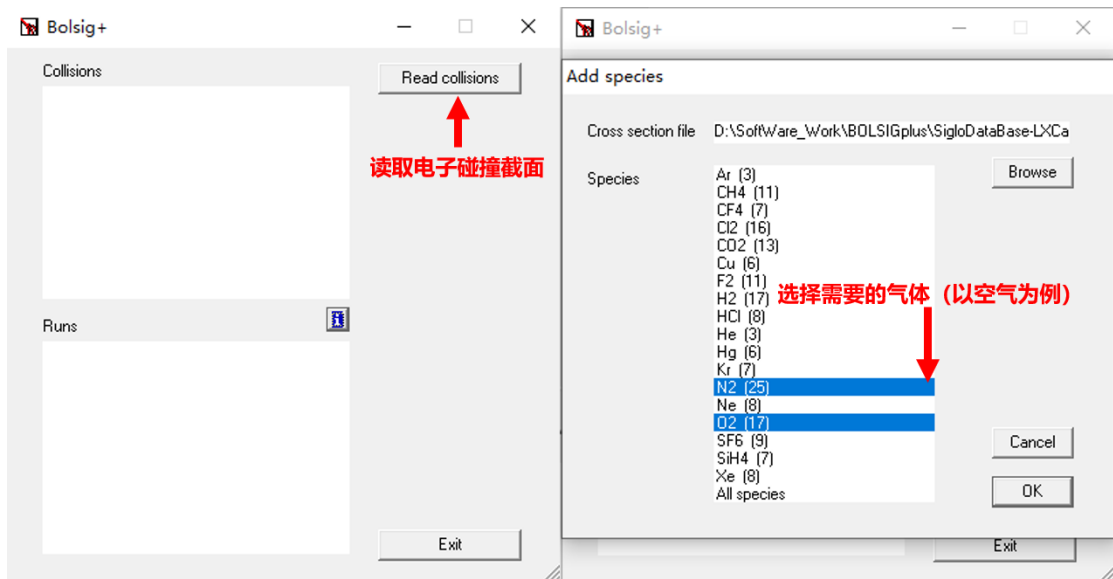 Bolsig+
Collisions
Read collisions
读取电子碰撞截面
Runs
Exit
Bolsig+
Add species
Cross section file D:\SoftWare_Work\BOLSIGplus\SigloDataBase-LXCa
Browse
Species
Ar (3)
CH4 (11)
CF4 (7)
Cl2 (16)
CO2 (13)
Cu (6)
F2 (11)
H2 (17)
选择需要的气体（以空气为例）
HCl (8)
He (3)
Hg (6)
Kr (7)
N2 (25)
Ne (8)
O2 (17)
SF6 (9)
SiH4 (7)
Xe (8)
All species
Cancel
OK
Exit